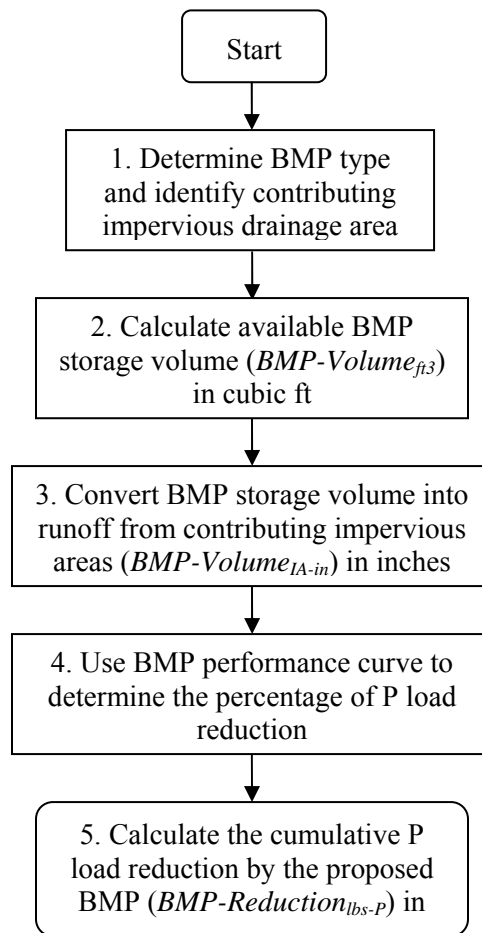 Start
1. Determine BMP type
and identify contributing
impervious drainage area
2. Calculate available BMP
storage volume (BMP-Volume_ft3)
in cubic ft
3. Convert BMP storage volume into
runoff from contributing impervious
areas (BMP-Volume_IA-in) in inches
4. Use BMP performance curve to
determine the percentage of P load
reduction
5. Calculate the cumulative P
load reduction by the proposed
BMP (BMP-Reduction_lbs-P) in